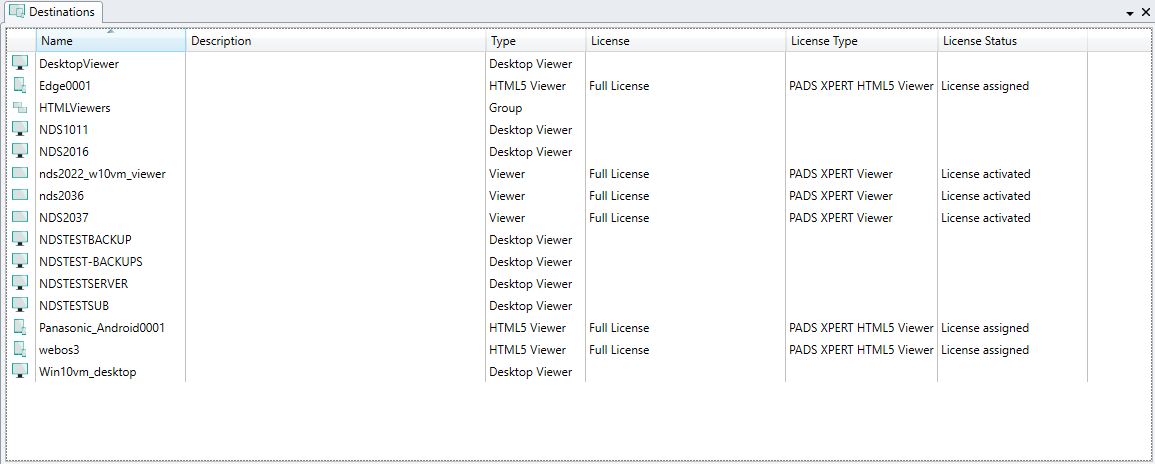 Destinations
Name Description Type License License Type License Status
DesktopViewer Desktop Viewer
Edge0001 HTML5 Viewer Full License PADS XPERT HTML5 Viewer License assigned
HTMLViewers Group
NDS1011 Desktop Viewer
NDS2016 Desktop Viewer
nds2022_w10vm_viewer Viewer Full License PADS XPERT Viewer License activated
nds2036 Viewer Full License PADS XPERT Viewer License activated
NDS2037 Viewer Full License PADS XPERT Viewer License activated
NDSTESTBACKUP Desktop Viewer
NDSTEST-BACKUPS Desktop Viewer
NDSTESTSERVER Desktop Viewer
NDSTESTSUB Desktop Viewer
Panasonic_Android0001 HTML5 Viewer Full License PADS XPERT HTML5 Viewer License assigned
webos3 HTML5 Viewer Full License PADS XPERT HTML5 Viewer License assigned
Win10vm_desktop Desktop Viewer